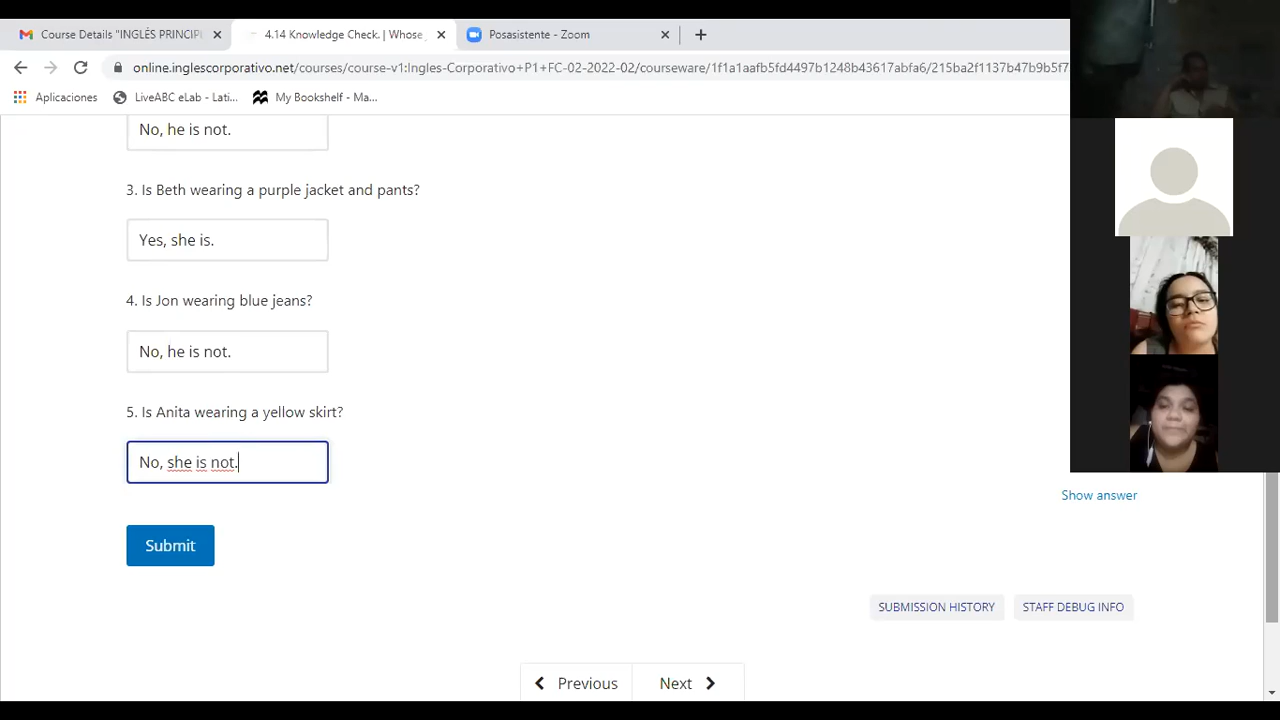 Course Details "INGLÉS PRINCIPI
4.14 Knowledge Check. | Whose
Posasistente - Zoom
online.inglescorporativo.net/courses/course-v1:Ingles-Corporativo+P1+FC-02-2022-02/courseware/1f1a1aafb5fd4497b1248b43617abfa6/215ba2f1137b47b9b5f7
Aplicaciones
LiveABC eLab - Lati...
My Bookshelf - Ma...
No, he is not.
3. Is Beth wearing a purple jacket and pants?
Yes, she is.
4. Is Jon wearing blue jeans?
No, he is not.
5. Is Anita wearing a yellow skirt?
No, she is not.
Show answer
Submit
SUBMISSION HISTORY
STAFF DEBUG INFO
Previous
Next